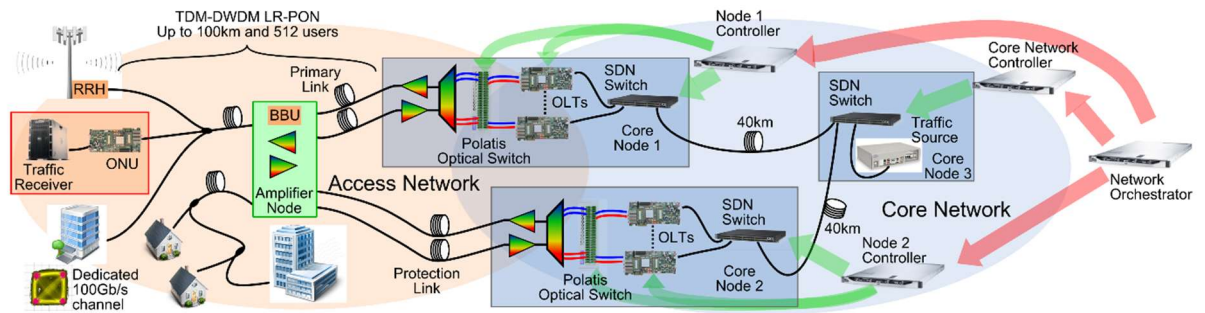 TDM-DWDM LR-PON
Up to 100km and 512 users
RRH
Traffic
Receiver
ONU
Primary
Link
BBU
Amplifier
Node
Access Network
Dedicated
100Gb/s
channel
Protection
Link
Polatis
Optical Switch
OLTs
SDN
Switch
Core
Node 1
Node 1
Controller
40km
Polatis
Optical Switch
OLTs
SDN
Switch
Core
Node 2
Node 2
Controller
40km
SDN
Switch
Traffic
Source
Core
Node 3
Core Network
Core Network
Controller
Network
Orchestrator